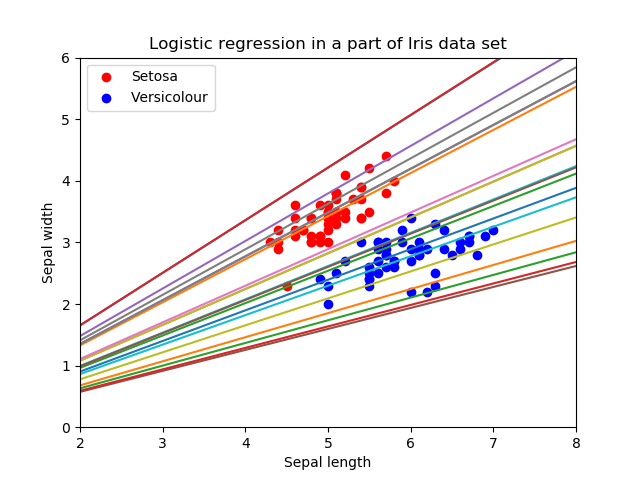 Logistic regression in a part of Iris data set
Setosa
Versicolour
Sepal width
6
5
4
3
2
1
0
2 3 4 5 6 7 8
Sepal length